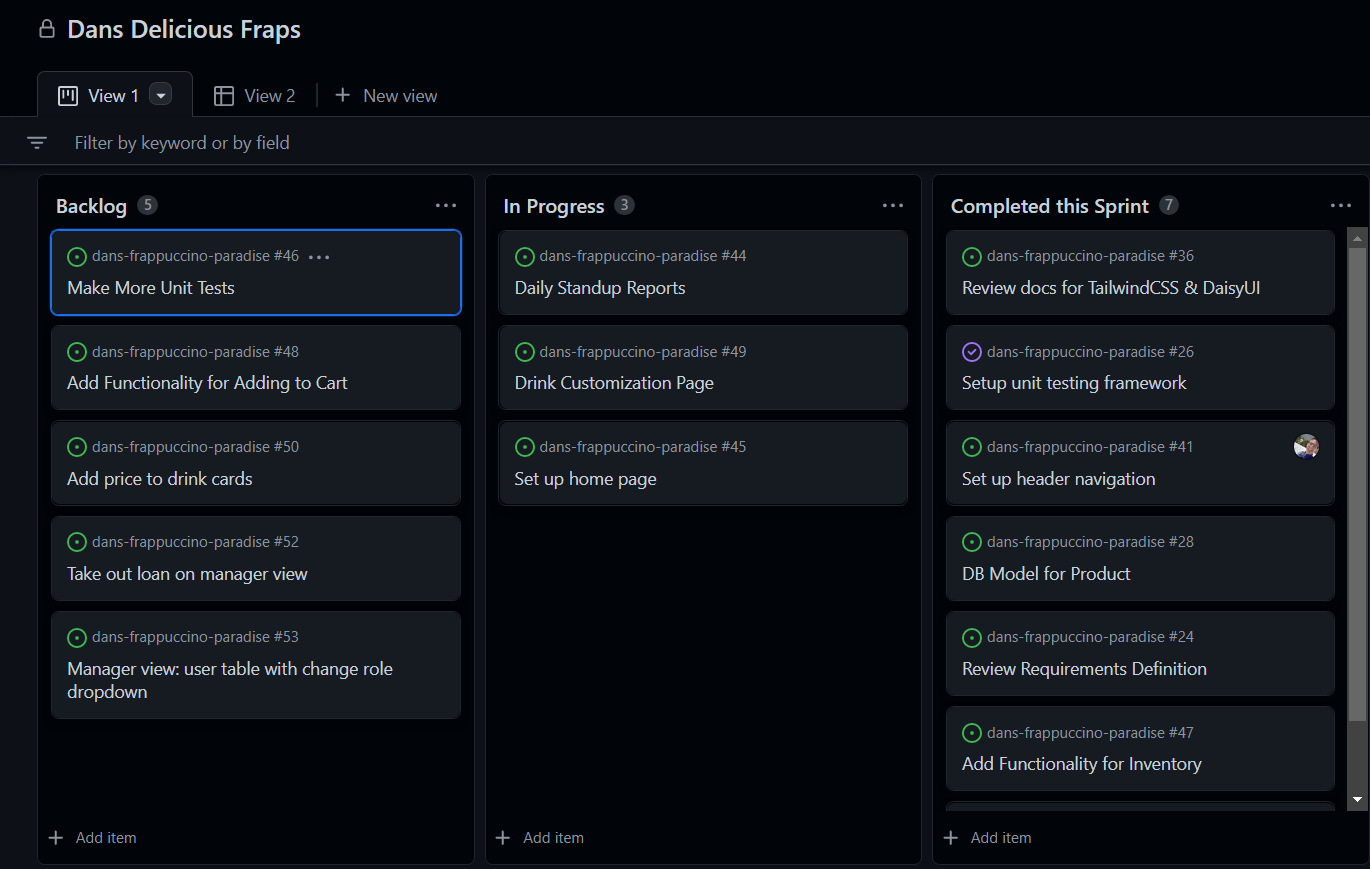 Dans Delicious Fraps
View 1
View 2
New view
Filter by keyword or by field
Backlog 5
dans-frappuccino-paradise #46
Make More Unit Tests
dans-frappuccino-paradise #48
Add Functionality for Adding to Cart
dans-frappuccino-paradise #50
Add price to drink cards
dans-frappuccino-paradise #52
Take out loan on manager view
dans-frappuccino-paradise #53
Manager view: user table with change role
dropdown
Add item
In Progress 3
dans-frappuccino-paradise #44
Daily Standup Reports
dans-frappuccino-paradise #49
Drink Customization Page
dans-frappuccino-paradise #45
Set up home page
Add item
Completed this Sprint 7
dans-frappuccino-paradise #36
Review docs for TailwindCSS & DaisyUI
dans-frappuccino-paradise #26
Setup unit testing framework
dans-frappuccino-paradise #41
Set up header navigation
dans-frappuccino-paradise #28
DB Model for Product
dans-frappuccino-paradise #24
Review Requirements Definition
dans-frappuccino-paradise #47
Add Functionality for Inventory
Add item